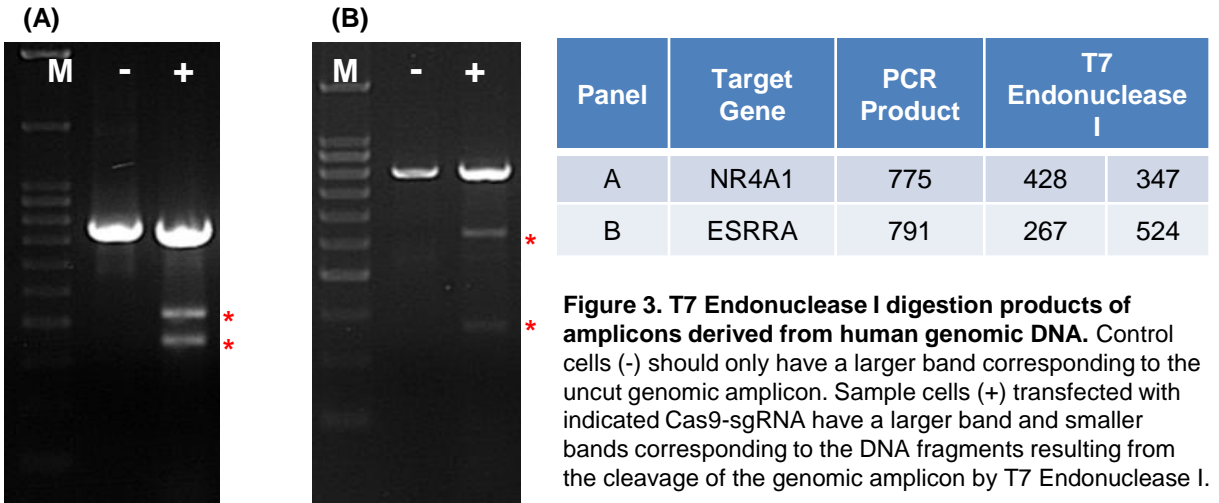 (A)
M - +
*
*
(B)
M - +
*
*
Panel Target Gene PCR Product T7 Endonuclease I
A NR4A1 775 428 347
B ESRRA 791 267 524
Figure 3. T7 Endonuclease I digestion products of
amplicons derived from human genomic DNA. Control
cells (-) should only have a larger band corresponding to the
uncut genomic amplicon. Sample cells (+) transfected with
indicated Cas9-sgRNA have a larger band and smaller
bands corresponding to the DNA fragments resulting from
the cleavage of the genomic amplicon by T7 Endonuclease I.